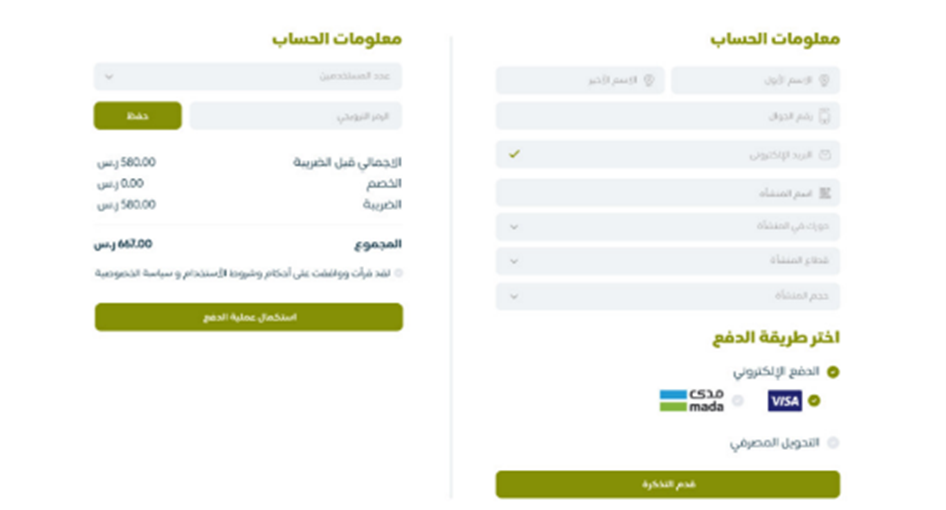 معلومات الحساب
الإسم الأول
الإسم الأخير
رقم الجوال
البريد الإلكتروني
اسم المنشأه
دورك في المنشأة
قطاع المنشأة
حجم المنشأة
اختر طريقة الدفع
الدفع الإلكتروني
VISA
مدى
mada
التحويل المصرفي
قدم التذكرة
معلومات الحساب
عدد المستخدمين
الرمز الترويجي
حفظ
الإجمالي قبل الضريبة 580.00 ر.س
الخصم 0.00 ر.س
الضريبة 580.00 ر.س
المجموع 667.00 ر.س
لقد قرأت ووافقت على أحكام وشروط الأستخدام و سياسة الخصوصية
استكمال عملية الدفع